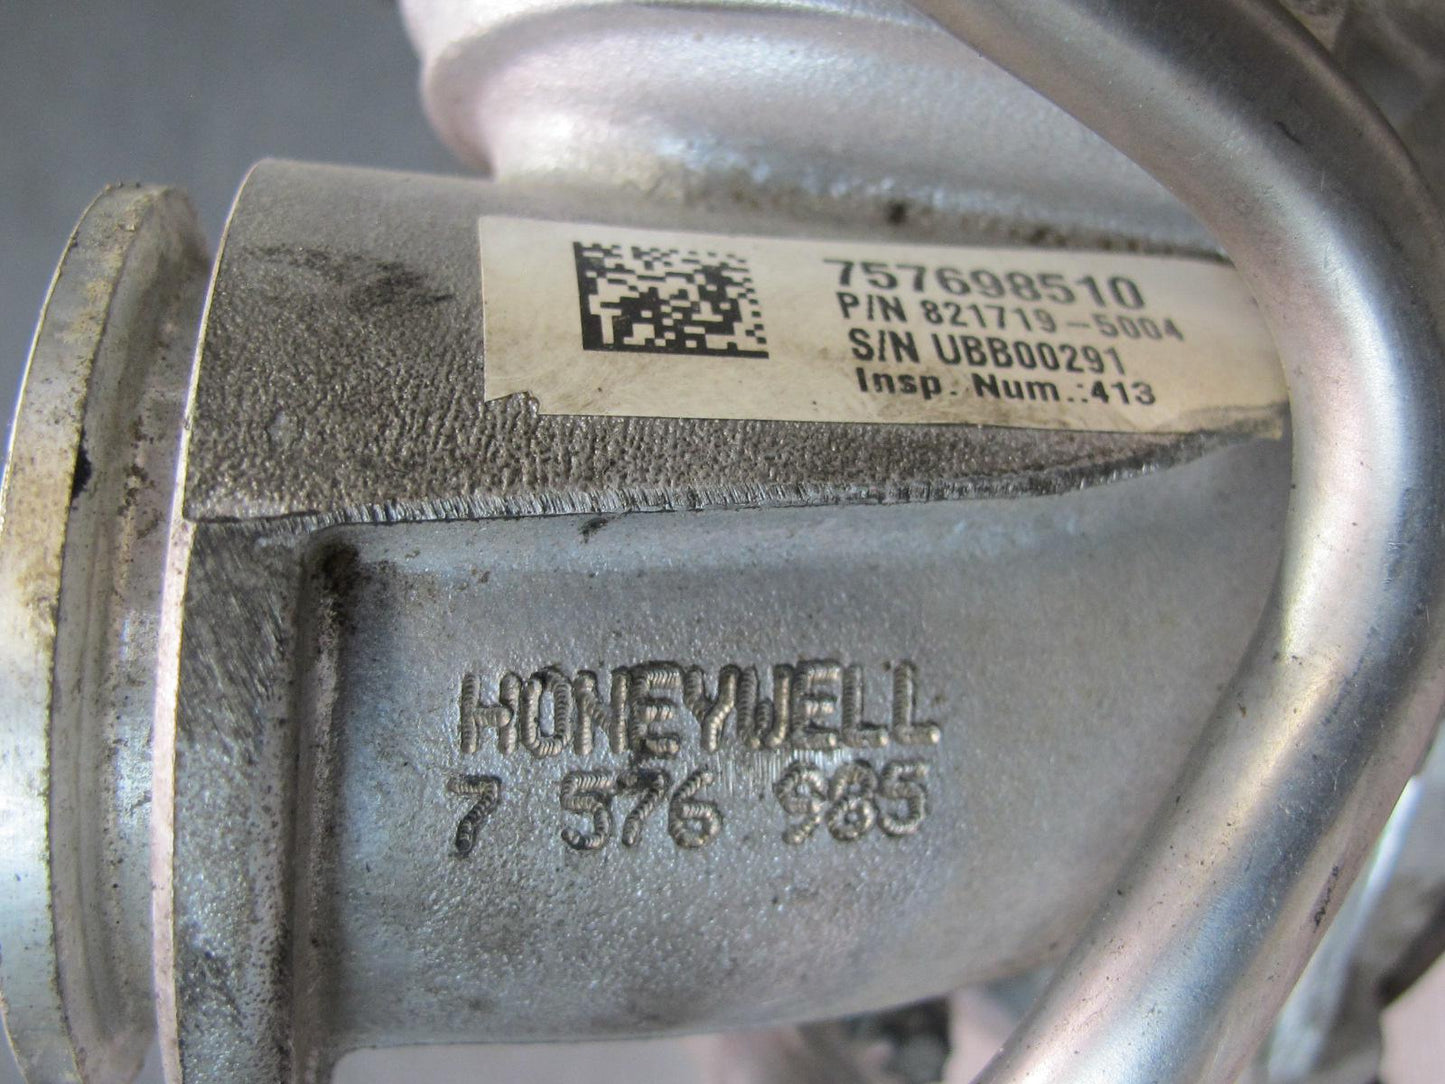 757698510
P/N 821719-5004
S/N UBB00291
Insp. Num.:413
HONEYWELL
7 576 985